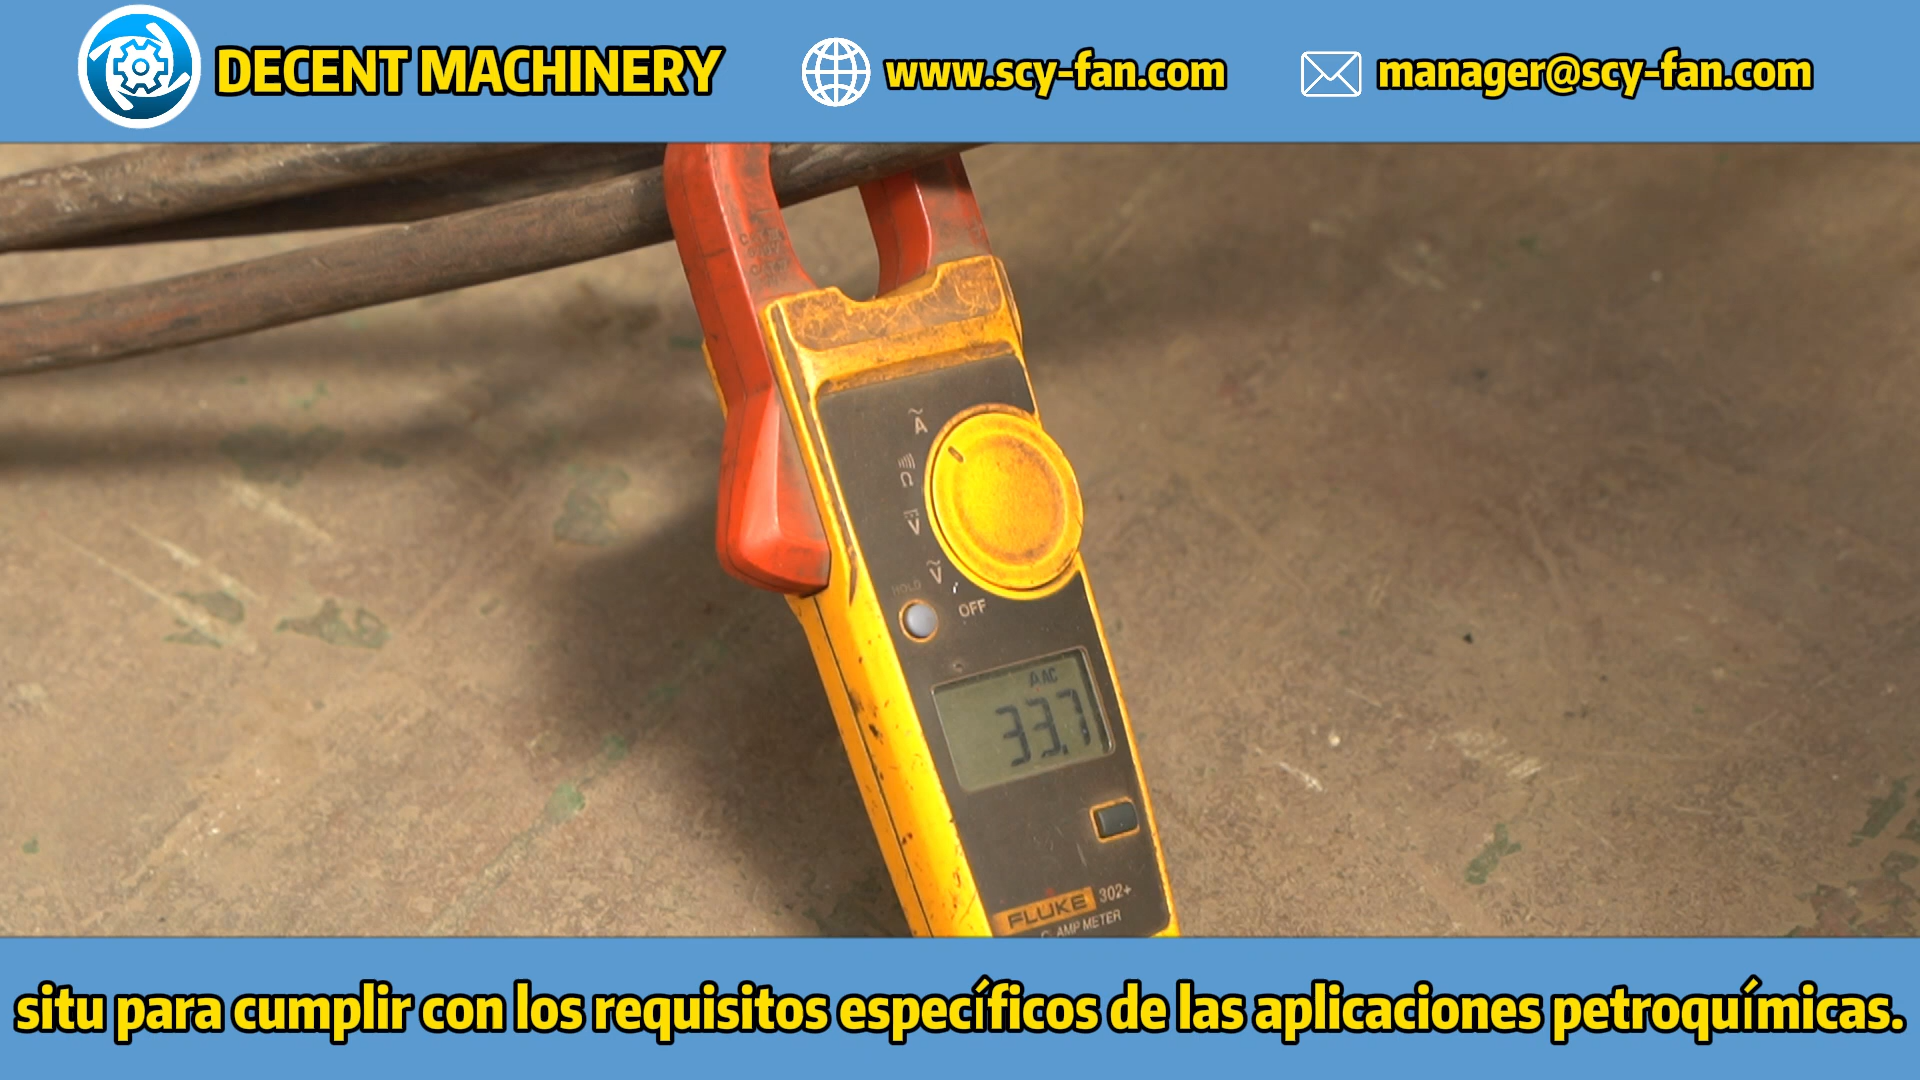 DECENT MACHINERY
www.scy-fan.com
manager@scy-fan.com
A
Ω
V
V
HOLD
OFF
A AC
33.7
FLUKE 302+
AMP METER
situ para cumplir con los requisitos específicos de las aplicaciones petroquímicas.